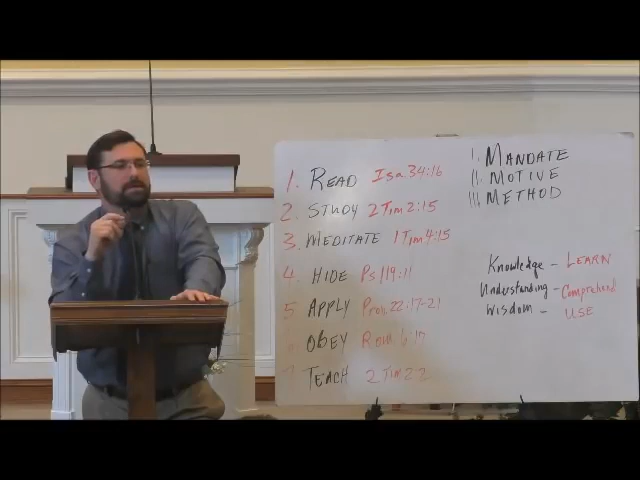 1. READ Isa. 34:16
2. STUDY 2 Tim 2:15
3. MEDITATE 1 Tim 4:15
4. HIDE Ps 119:11
5 APPLY Prov. 22:17-21
OBEY Rom 6:17
7 TEACH 2 Tim 2:2
I. MANDATE
II. MOTIVE
III. METHOD
Knowledge - LEARN
Understanding - Comprehend
Wisdom - USE